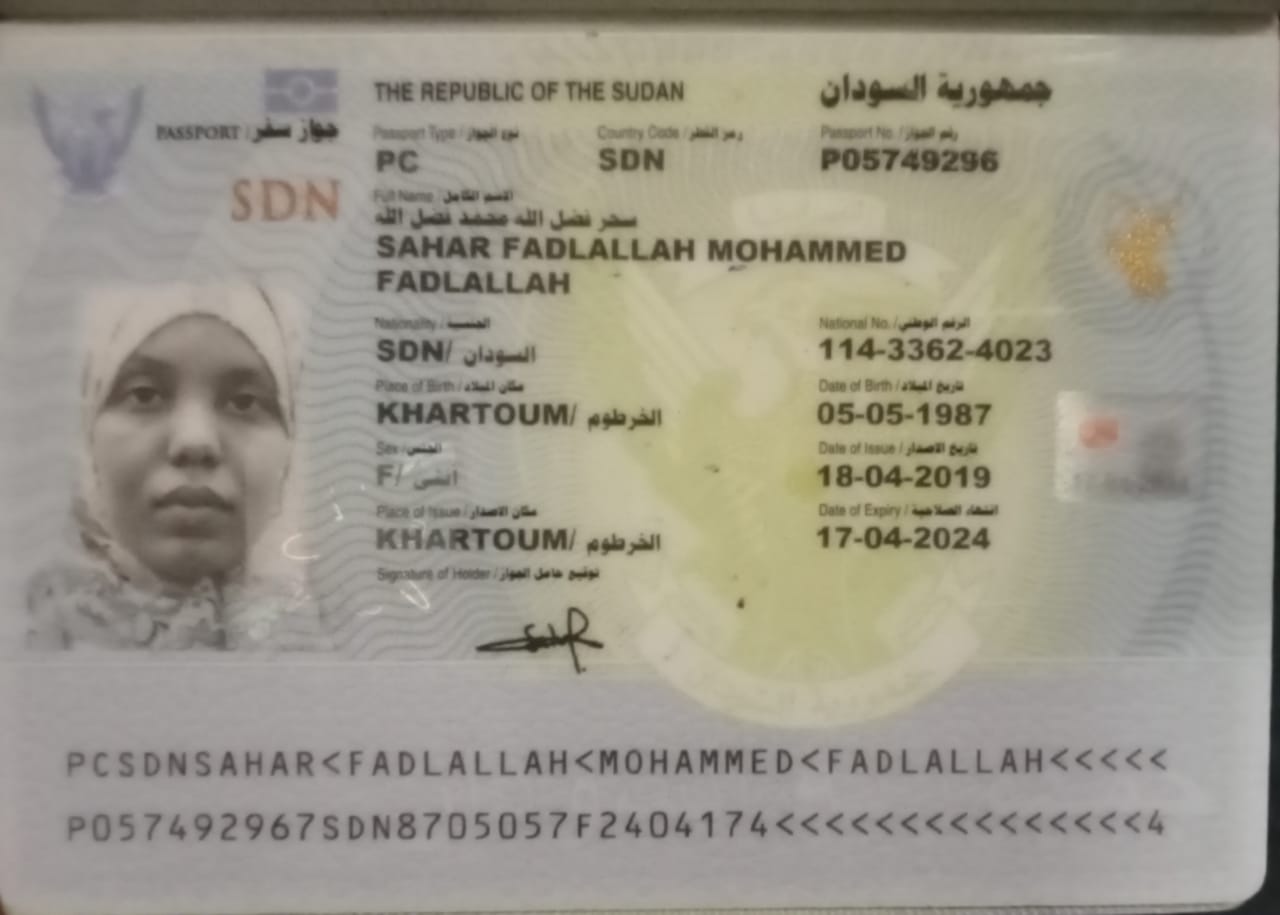 THE REPUBLIC OF THE SUDAN جمهورية السودان
PASSPORT / جواز سفر
Passport Type / نوع الجواز Country Code / رمز القطر Passport No. / رقم الجواز
PC SDN P05749296
SDN
Full Name / الاسم الكامل
سحر فضل الله محمد فضل الله
SAHAR FADLALLAH MOHAMMED
FADLALLAH
Nationality / الجنسية National No. / الرقم الوطني
SDN/ السودان 114-3362-4023
Place of Birth / مكان الميلاد Date of Birth / تاريخ الميلاد
KHARTOUM/ الخرطوم 05-05-1987
Sex / الجنس Date of Issue / تاريخ الاصدار
F/ انثى 18-04-2019
Place of Issue / مكان الاصدار Date of Expiry / انتهاء الصلاحية
KHARTOUM/ الخرطوم 17-04-2024
Signature of Holder / توقيع حامل الجواز
PCSDNSAHAR<FADLALLAH<MOHAMMED<FADLALLAH<<<<<
P057492967SDN8705057F2404174<<<<<<<<<<<<<<<4